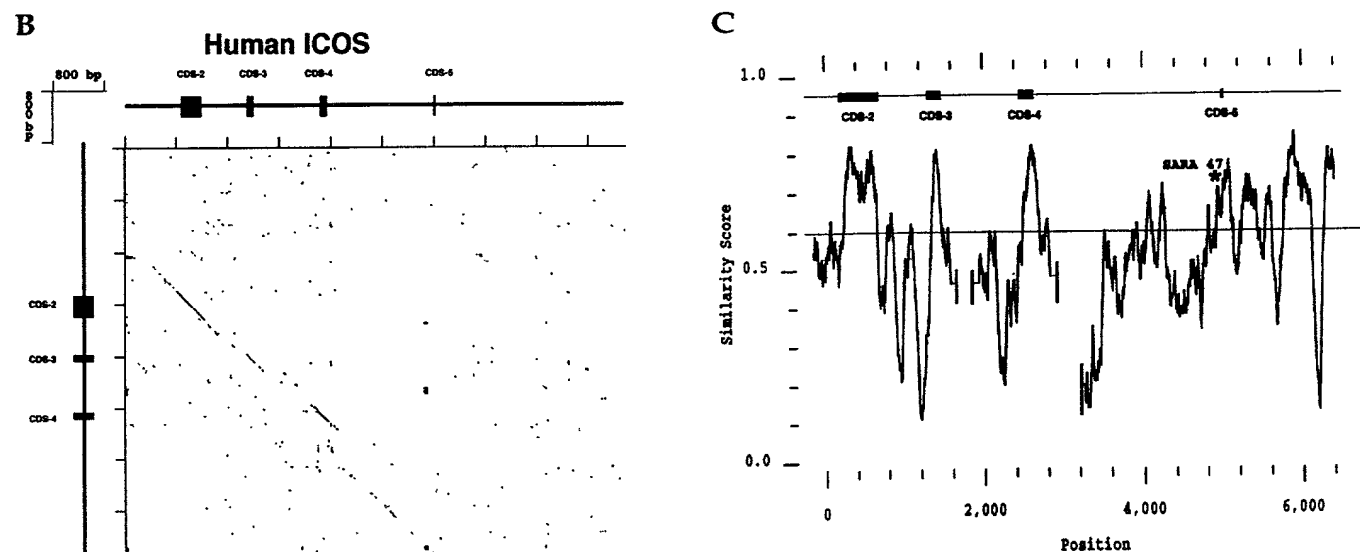 B
Human ICOS
800 bp
CDS-2
CDS-3
CDS-4
CDS-5
800 bp
CDS-2
CDS-3
CDS-4
C
1.0
CDS-2
CDS-3
CDS-4
CDS-5
SARA 47
*
Similarity Score
0.5
0.0
0
2,000
4,000
6,000
Position